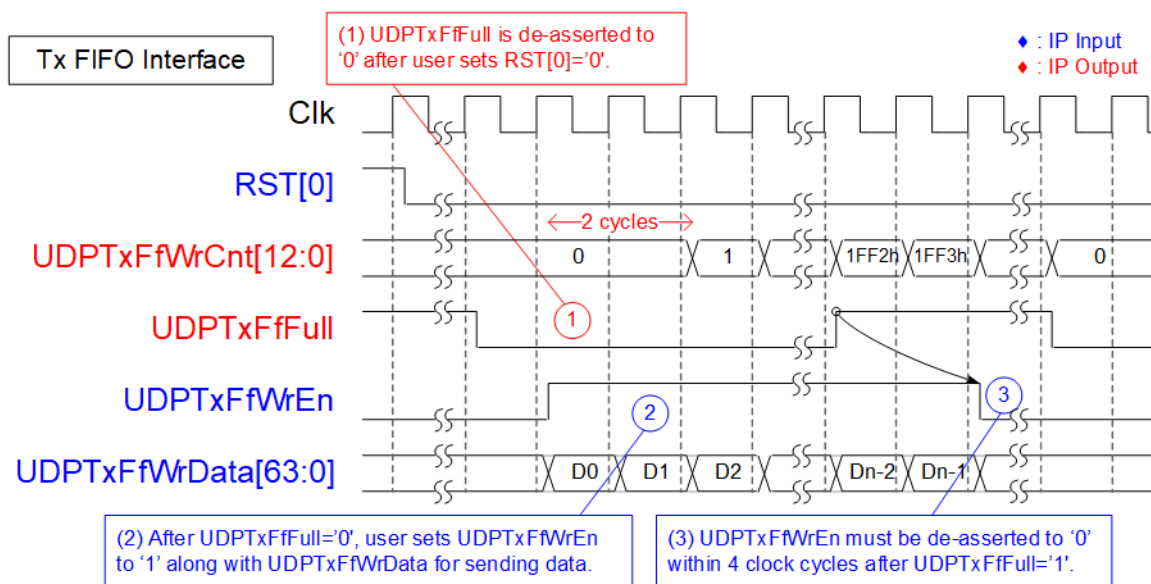 (1) UDPTxFfFull is de-asserted to
‘0’ after user sets RST[0]=’0’.
Tx FIFO Interface
♦ : IP Input
♦ : IP Output
Clk
RST[0]
2 cycles
UDPTxFfWrCnt[12:0]
0 1 1FF2h 1FF3h 0
UDPTxFfFull
1
UDPTxFfWrEn
2 3
UDPTxFfWrData[63:0]
D0 D1 D2 Dn-2 Dn-1
(2) After UDPTxFfFull=’0’, user sets UDPTxFfWrEn
to ‘1’ along with UDPTxFfWrData for sending data.
(3) UDPTxFfWrEn must be de-asserted to ‘0’
within 4 clock cycles after UDPTxFfFull=’1’.